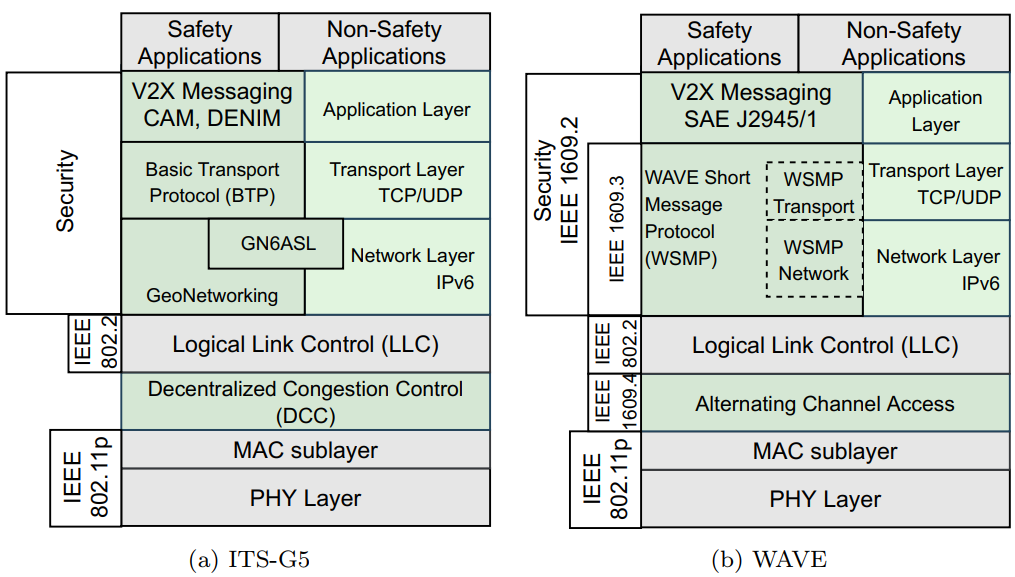 Safety
Applications
Non-Safety
Applications
Security
V2X Messaging
CAM, DENIM
Application Layer
Basic Transport
Protocol (BTP)
Transport Layer
TCP/UDP
GN6ASL
Network Layer
IPv6
GeoNetworking
IEEE
802.2
Logical Link Control (LLC)
Decentralized Congestion Control
(DCC)
IEEE
802.11p
MAC sublayer
PHY Layer
(a) ITS-G5
Safety
Applications
Non-Safety
Applications
Security
IEEE 1609.2
V2X Messaging
SAE J2945/1
Application
Layer
IEEE 1609.3
WAVE Short
Message
Protocol
(WSMP)
WSMP
Transport
WSMP
Network
Transport Layer
TCP/UDP
Network Layer
IPv6
IEEE
802.2
Logical Link Control (LLC)
IEEE
1609.4
Alternating Channel Access
IEEE
802.11p
MAC sublayer
PHY Layer
(b) WAVE